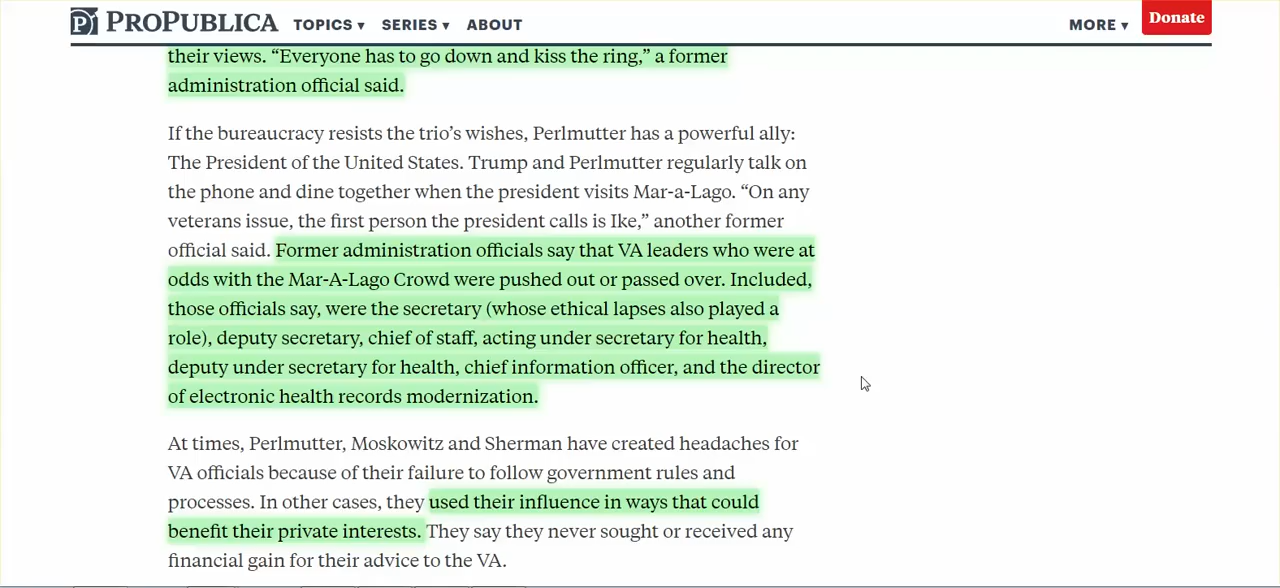 PROPUBLICA TOPICS ▾ SERIES ▾ ABOUT MORE ▾ Donate
their views. “Everyone has to go down and kiss the ring,” a former
administration official said.
If the bureaucracy resists the trio’s wishes, Perlmutter has a powerful ally:
The President of the United States. Trump and Perlmutter regularly talk on
the phone and dine together when the president visits Mar-a-Lago. “On any
veterans issue, the first person the president calls is Ike,” another former
official said. Former administration officials say that VA leaders who were at
odds with the Mar-A-Lago Crowd were pushed out or passed over. Included,
those officials say, were the secretary (whose ethical lapses also played a
role), deputy secretary, chief of staff, acting under secretary for health,
deputy under secretary for health, chief information officer, and the director
of electronic health records modernization.
At times, Perlmutter, Moskowitz and Sherman have created headaches for
VA officials because of their failure to follow government rules and
processes. In other cases, they used their influence in ways that could
benefit their private interests. They say they never sought or received any
financial gain for their advice to the VA.